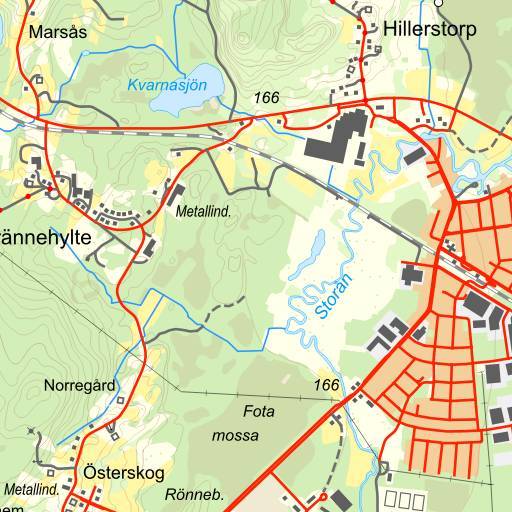 Marsås
Hillerstorp
Kvarnasjön
166
Metallind.
ännehylte
Storån
Norregård
166
Fota
mossa
Österskog
Metallind.
Rönneb.